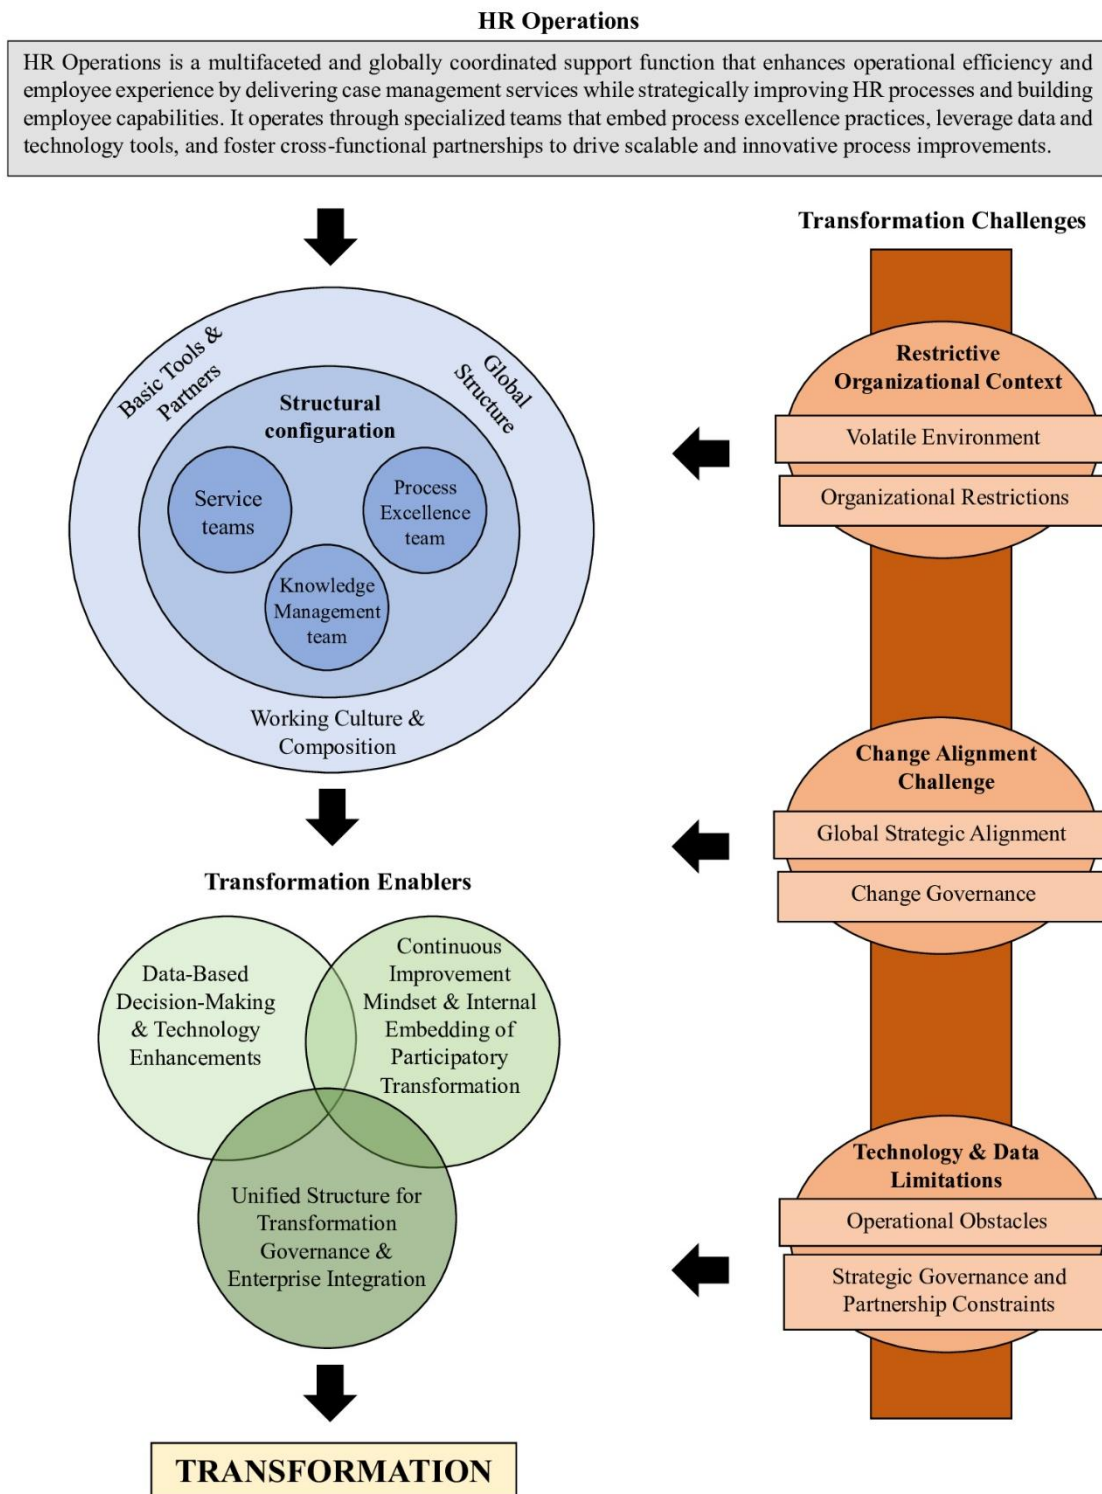 HR Operations
HR Operations is a multifaceted and globally coordinated support function that enhances operational efficiency and
employee experience by delivering case management services while strategically improving HR processes and building
employee capabilities. It operates through specialized teams that embed process excellence practices, leverage data and
technology tools, and foster cross-functional partnerships to drive scalable and innovative process improvements.
Basic Tools &
Partners
Global
Structure
Structural
configuration
Service
teams
Process
Excellence
team
Knowledge
Management
team
Working Culture &
Composition
Transformation Enablers
Data-Based
Decision-Making
& Technology
Enhancements
Continuous
Improvement
Mindset & Internal
Embedding of
Participatory
Transformation
Unified Structure for
Transformation
Governance &
Enterprise Integration
TRANSFORMATION
Transformation Challenges
Restrictive
Organizational Context
Volatile Environment
Organizational Restrictions
Change Alignment
Challenge
Global Strategic Alignment
Change Governance
Technology & Data
Limitations
Operational Obstacles
Strategic Governance and
Partnership Constraints